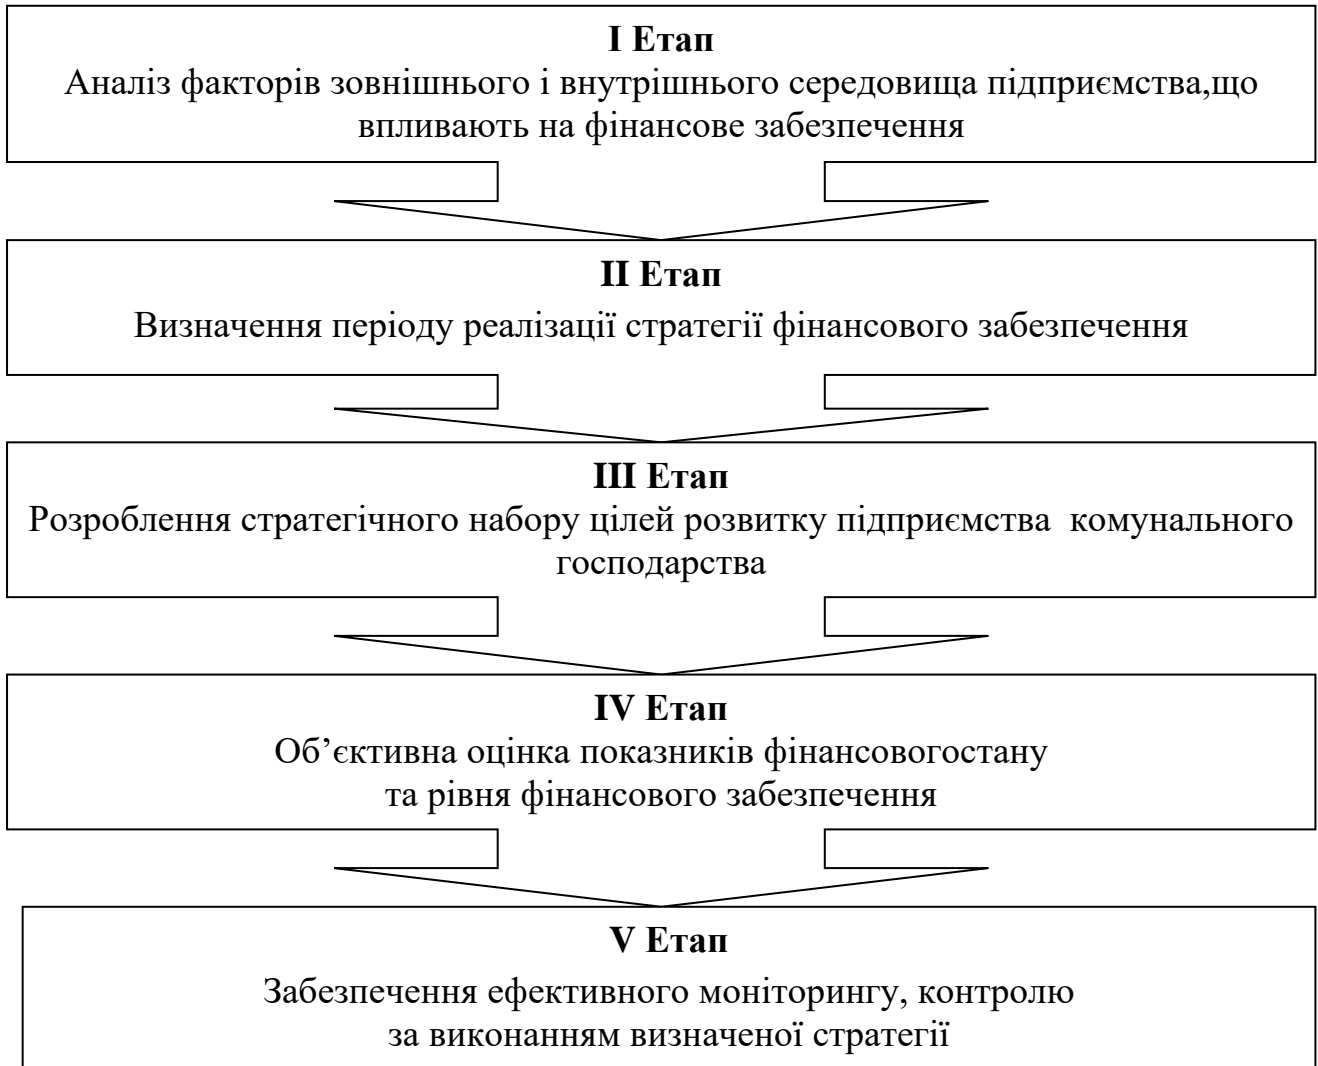 І Етап
Аналіз факторів зовнішнього і внутрішнього середовища підприємства,що
впливають на фінансове забезпечення
ІІ Етап
Визначення періоду реалізації стратегії фінансового забезпечення
ІІІ Етап
Розроблення стратегічного набору цілей розвитку підприємства  комунального
господарства
IV Етап
Об’єктивна оцінка показників фінансовогостану
та рівня фінансового забезпечення
V Етап
Забезпечення ефективного моніторингу, контролю
за виконанням визначеної стратегії